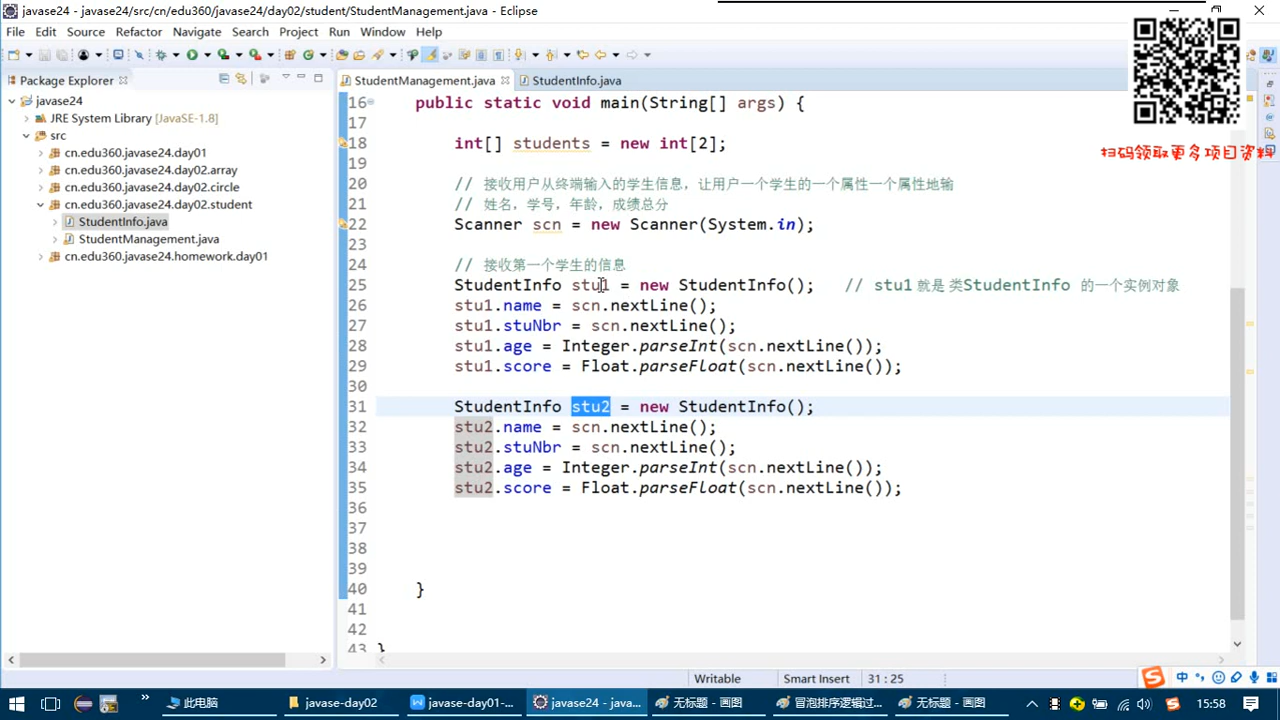 javase24 - javase24/src/cn/edu360/javase24/day02/student/StudentManagement.java - Eclipse
File Edit Source Refactor Navigate Search Project Run Window Help
Package Explorer
StudentManagement.java
StudentInfo.java
javase24
JRE System Library [JavaSE-1.8]
src
cn.edu360.javase24.day01
cn.edu360.javase24.day02.array
cn.edu360.javase24.day02.circle
cn.edu360.javase24.day02.student
StudentInfo.java
StudentManagement.java
cn.edu360.javase24.homework.day01
扫码领取更多项目资料
16 public static void main(String[] args) {
17
18 int[] students = new int[2];
19
20 // 接收用户从终端输入的学生信息，让用户一个学生的一个属性一个属性地输
21 // 姓名，学号，年龄，成绩总分
22 Scanner scn = new Scanner(System.in);
23
24 // 接收第一个学生的信息
25 StudentInfo stu1 = new StudentInfo(); // stu1 就是 类StudentInfo 的一个实例对象
26 stu1.name = scn.nextLine();
27 stu1.stuNbr = scn.nextLine();
28 stu1.age = Integer.parseInt(scn.nextLine());
29 stu1.score = Float.parseFloat(scn.nextLine());
30
31 StudentInfo stu2 = new StudentInfo();
32 stu2.name = scn.nextLine();
33 stu2.stuNbr = scn.nextLine();
34 stu2.age = Integer.parseInt(scn.nextLine());
35 stu2.score = Float.parseFloat(scn.nextLine());
36
37
38
39
40 }
41
42
43 }
Writable Smart Insert 31 : 25
中
此电脑
javase-day02
javase-day01-...
javase24 - java...
无标题 - 画图
冒泡排序逻辑过...
无标题 - 画图
中
15:58